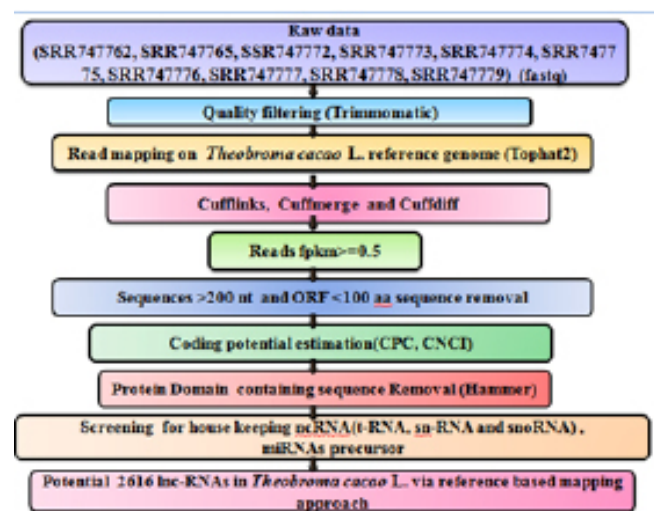 Raw data
(SRR747762, SRR747765, SSR747772, SRR747773, SRR747774, SRR7477
75, SRR747776, SRR747777, SRR747778, SRR747779) (fastq)
Quality filtering (Trimmomatic)
Read mapping on Theobroma cacao L. reference genome (Tophat2)
Cufflinks, Cuffmerge and Cuffdiff
Reads fpkm>=0.5
Sequences >200 nt and ORF <100 aa sequence removal
Coding potential estimation(CPC, CNCI)
Protein Domain containing sequence Removal (Hammer)
Screening for house keeping ncRNA(t-RNA, sn-RNA and snoRNA) ,
miRNAs precursor
Potential 2616 lnc-RNAs in Theobroma cacao L. via reference based mapping
approach